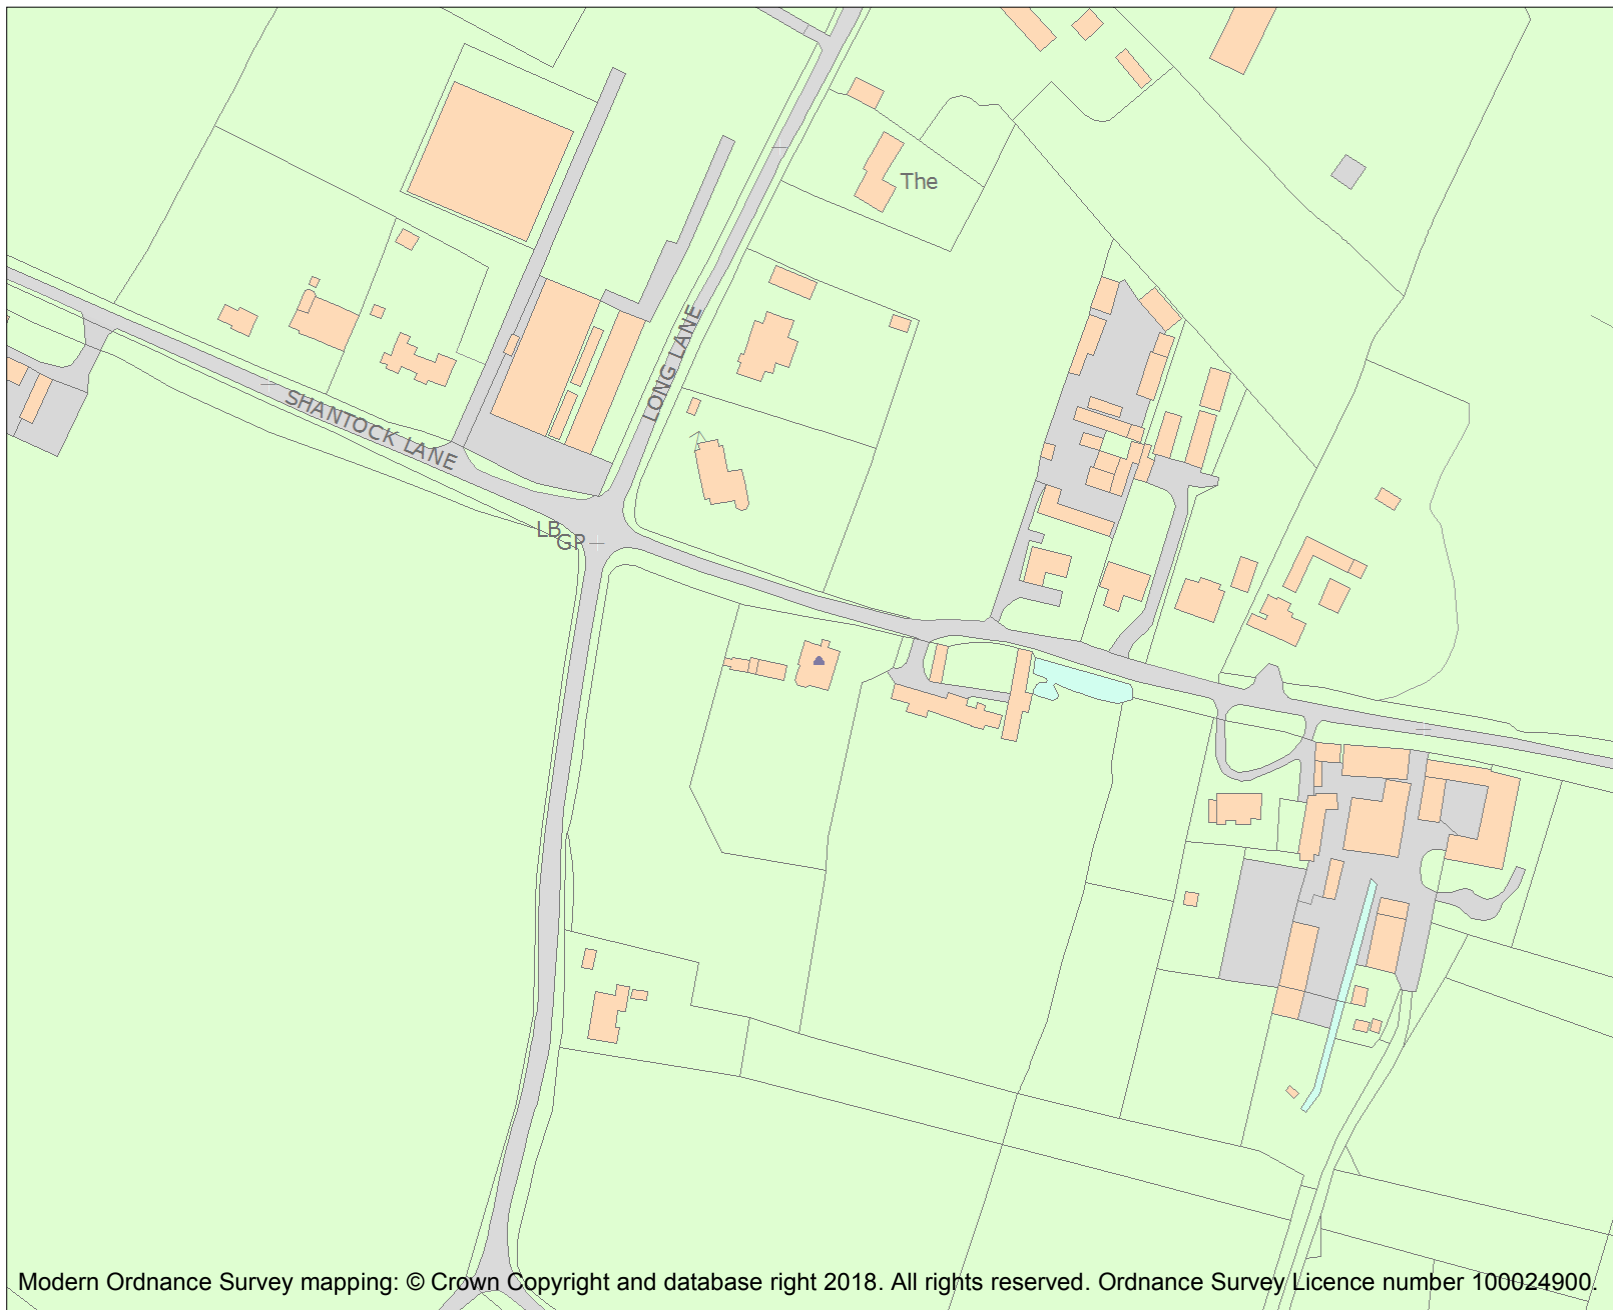 The
LONG LANE
SHANTOCK LANE
LB
GP
Modern Ordnance Survey mapping: © Crown Copyright and database right 2018. All rights reserved. Ordnance Survey Licence number 100024900.